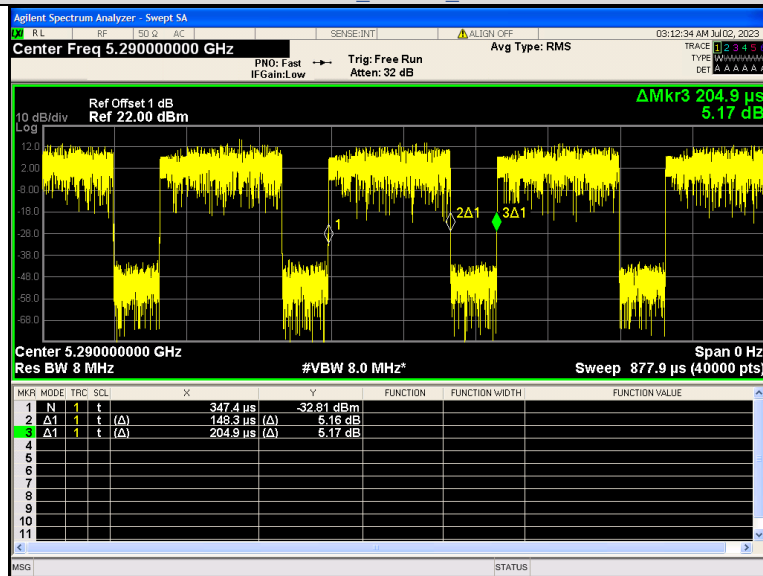 Agilent Spectrum Analyzer - Swept SA
LXI RL RF 50 Ω AC SENSE:INT ALIGN OFF 03:12:34 AM Jul 02, 2023
Center Freq 5.290000000 GHz Avg Type: RMS TRACE 1 2 3 4 5
PNO: Fast Trig: Free Run TYPE
IFGain:Low Atten: 32 dB DET A A A A A
ΔMkr3 204.9 µs
5.17 dB
Ref Offset 1 dB
10 dB/div Ref 22.00 dBm
Log
12.0
2.00
-8.00
-18.0
-28.0
-38.0
-48.0
-58.0
-68.0
1
2Δ1
3Δ1
Center 5.290000000 GHz Span 0 Hz
Res BW 8 MHz #VBW 8.0 MHz* Sweep 877.9 µs (40000 pts)
MKR MODE TRC SCL X Y FUNCTION FUNCTION WIDTH FUNCTION VALUE
1 N 1 t 347.4 µs -32.81 dBm
2 Δ1 1 t (Δ) 148.3 µs (Δ) 5.16 dB
3 Δ1 1 t (Δ) 204.9 µs (Δ) 5.17 dB
4
5
6
7
8
9
10
11
MSG STATUS